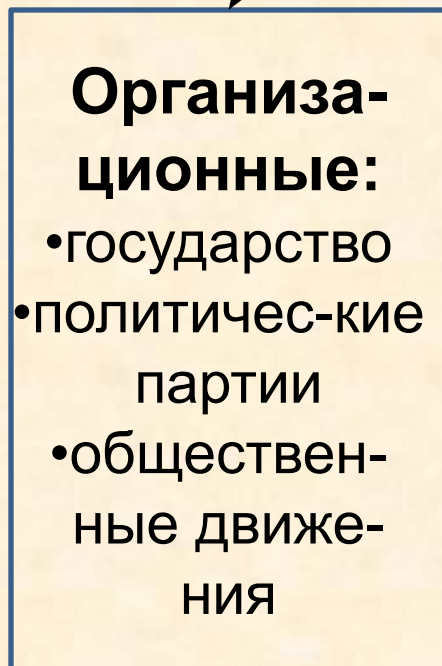 Организа-
ционные:
•государство
•политичес-кие
партии
•обществен-
ные движе-
ния